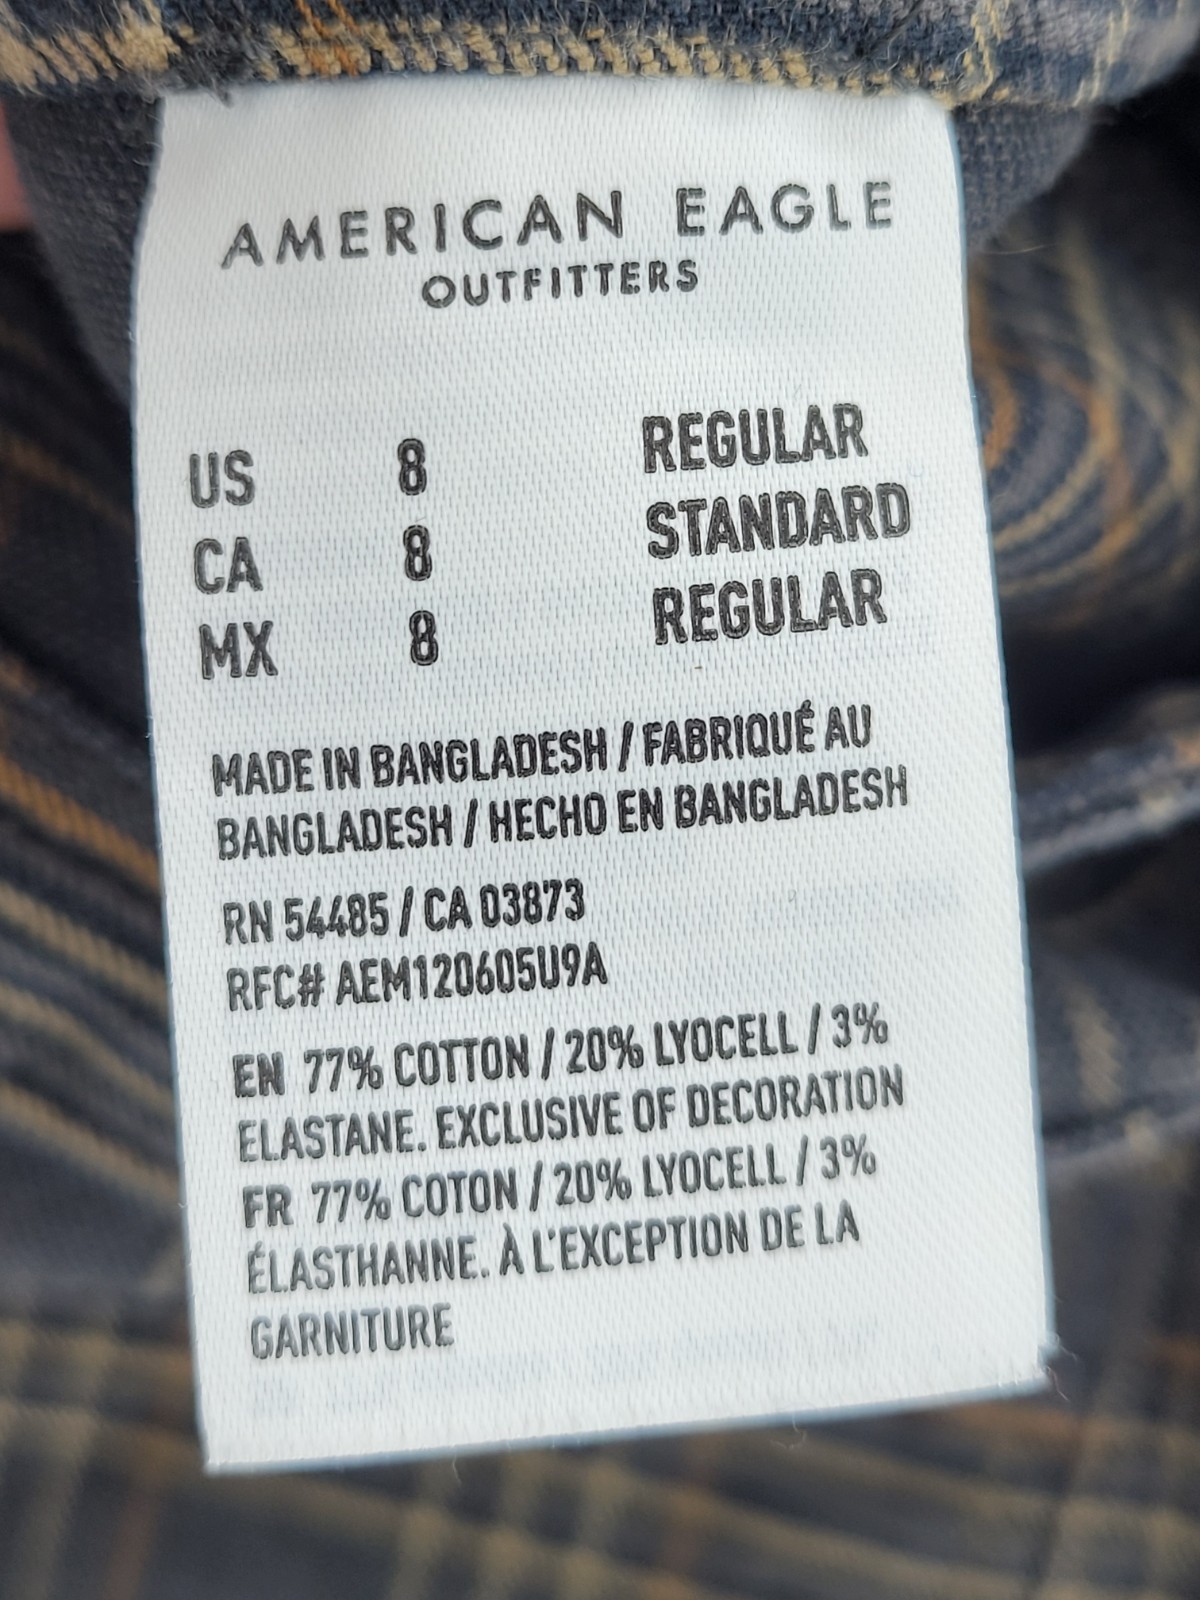 AMERICAN EAGLE
OUTFITTERS
US 8 REGULAR
CA 8 STANDARD
MX 8 REGULAR
MADE IN BANGLADESH / FABRIQUÉ AU
BANGLADESH / HECHO EN BANGLADESH
RN 54485 / CA 03873
RFC# AEM120605U9A
EN 77% COTTON / 20% LYOCELL / 3%
ELASTANE. EXCLUSIVE OF DECORATION
FR 77% COTON / 20% LYOCELL / 3%
ÉLASTHANNE. À L'EXCEPTION DE LA
GARNITURE